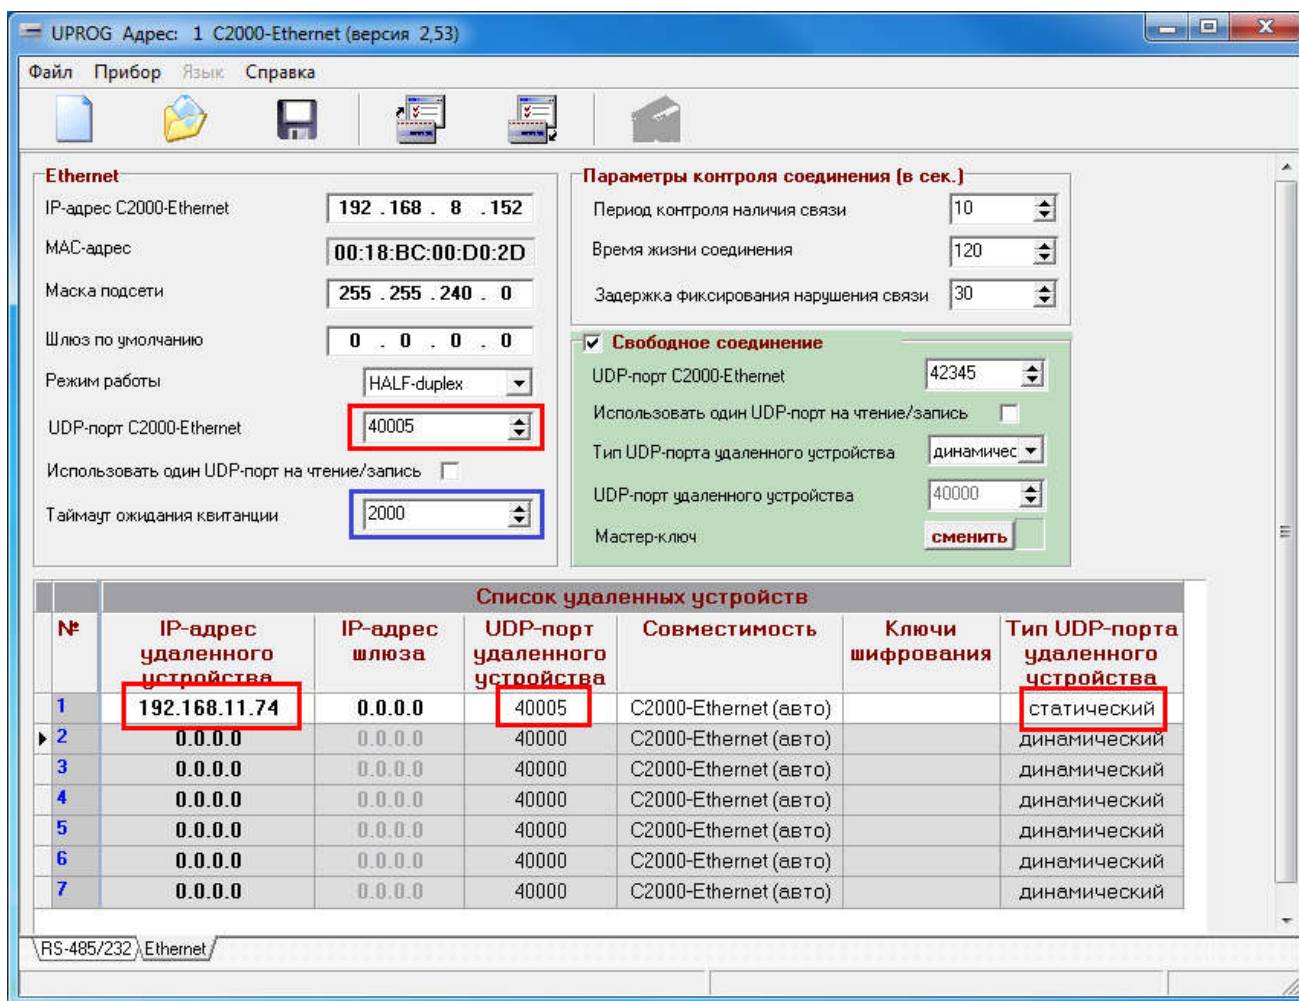 UPROG Адрес: 1 С2000-Ethernet (версия 2,53)
Файл Прибор Язык Справка
Ethernet
IP-адрес С2000-Ethernet 192 . 168 . 8 . 152
MAC-адрес 00:18:BC:00:D0:2D
Маска подсети 255 . 255 . 240 . 0
Шлюз по умолчанию 0 . 0 . 0 . 0
Режим работы HALF-duplex
UDP-порт С2000-Ethernet 40005
Использовать один UDP-порт на чтение/запись
Таймаут ожидания квитанции 2000
Параметры контроля соединения (в сек.)
Период контроля наличия связи 10
Время жизни соединения 120
Задержка фиксирования нарушения связи 30
Свободное соединение
UDP-порт С2000-Ethernet 42345
Использовать один UDP-порт на чтение/запись
Тип UDP-порта удаленного устройства динамичес
UDP-порт удаленного устройства 40000
Мастер-ключ сменить
Список удаленных устройств
№ IP-адрес удаленного устройства IP-адрес шлюза UDP-порт удаленного устройства Совместимость Ключи шифрования Тип UDP-порта удаленного устройства
1 192.168.11.74 0.0.0.0 40005 С2000-Ethernet (авто) статический
2 0.0.0.0 0.0.0.0 40000 С2000-Ethernet (авто) динамический
3 0.0.0.0 0.0.0.0 40000 С2000-Ethernet (авто) динамический
4 0.0.0.0 0.0.0.0 40000 С2000-Ethernet (авто) динамический
5 0.0.0.0 0.0.0.0 40000 С2000-Ethernet (авто) динамический
6 0.0.0.0 0.0.0.0 40000 С2000-Ethernet (авто) динамический
7 0.0.0.0 0.0.0.0 40000 С2000-Ethernet (авто) динамический
RS-485/232 Ethernet